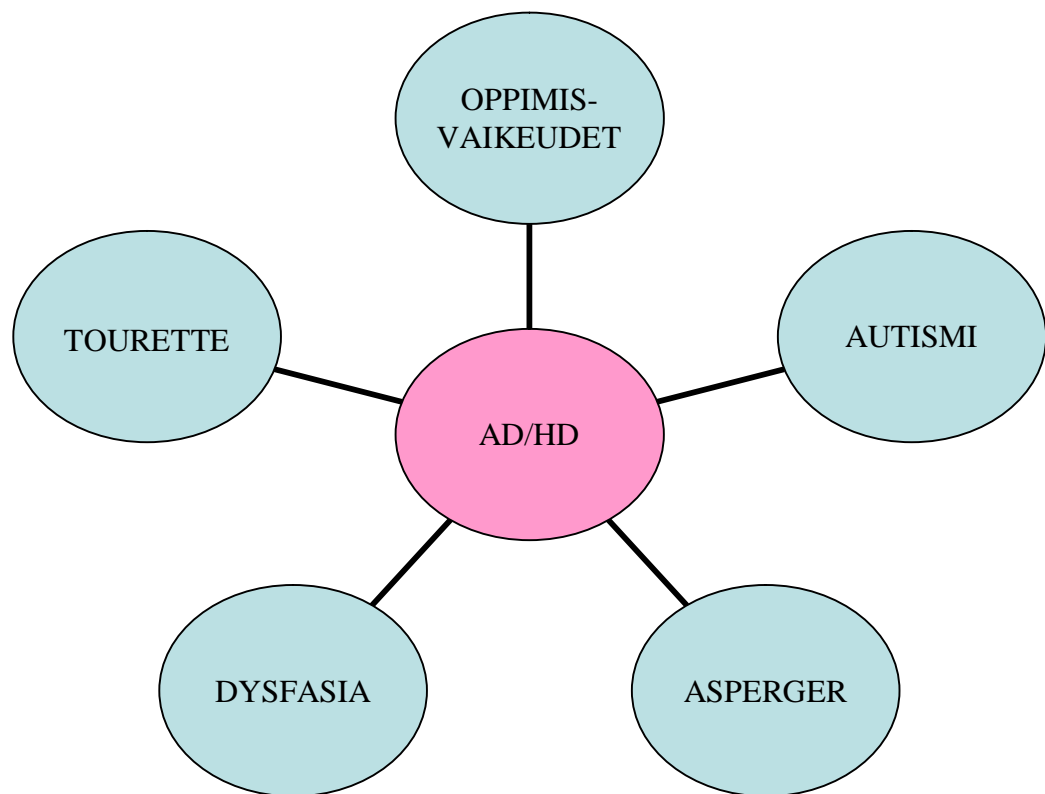 OPPIMIS-
VAIKEUDET
TOURETTE
AUTISMI
AD/HD
DYSFASIA
ASPERGER